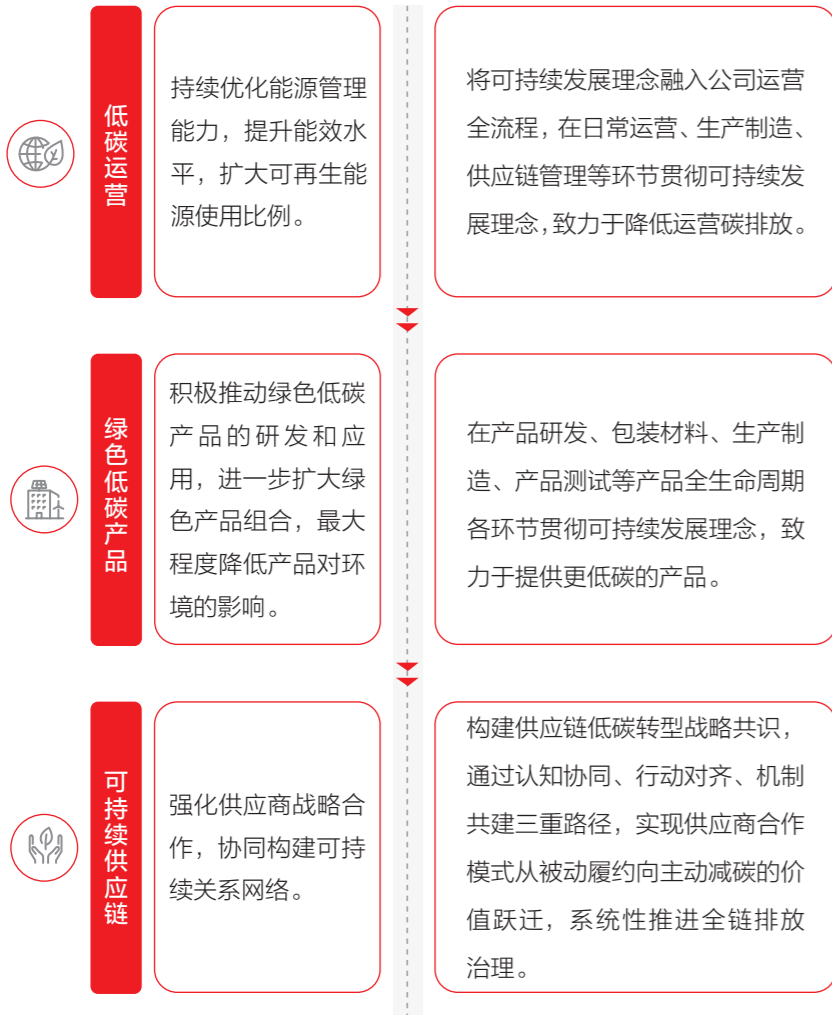 低碳运营
持续优化能源管理
能力，提升能效水
平，扩大可再生能
源使用比例。
将可持续发展理念融入公司运营
全流程，在日常运营、生产制造、
供应链管理等环节贯彻可持续发
展理念，致力于降低运营碳排放。
绿色低碳产品
积极推动绿色低碳
产品的研发和应
用，进一步扩大绿
色产品组合，最大
程度降低产品对环
境的影响。
在产品研发、包装材料、生产制
造、产品测试等产品全生命周期
各环节贯彻可持续发展理念，致
力于提供更低碳的产品。
可持续供应链
强化供应商战略合
作，协同构建可持
续关系网络。
构建供应链低碳转型战略共识，
通过认知协同、行动对齐、机制
共建三重路径，实现供应商合作
模式从被动履约向主动减碳的价
值跃迁，系统性推进全链排放
治理。